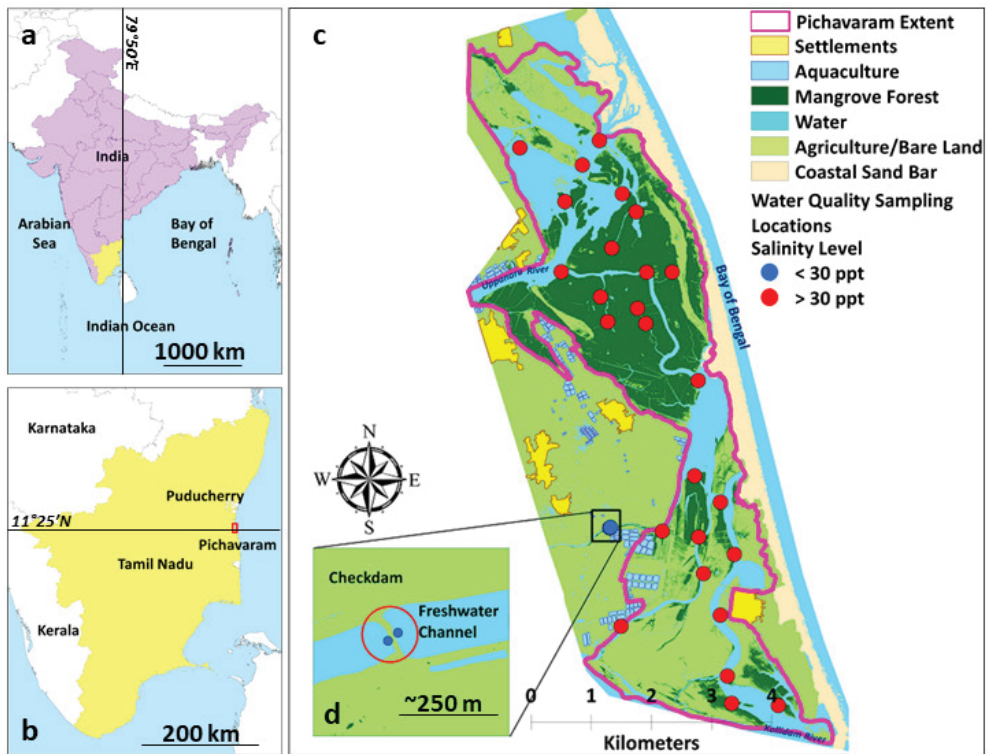 a
79°50'E
India
Arabian
Sea
Bay of
Bengal
Indian Ocean
1000 km
b
Karnataka
Puducherry
11°25'N
Pichavaram
Tamil Nadu
Kerala
200 km
c
Uppanaru River
Bay of Bengal
Kollidam River
N
W
E
S
0 1 2 3 4
Kilometers
d
Checkdam
Freshwater
Channel
~250 m
Pichavaram Extent
Settlements
Aquaculture
Mangrove Forest
Water
Agriculture/Bare Land
Coastal Sand Bar
Water Quality Sampling
Locations
Salinity Level
< 30 ppt
> 30 ppt